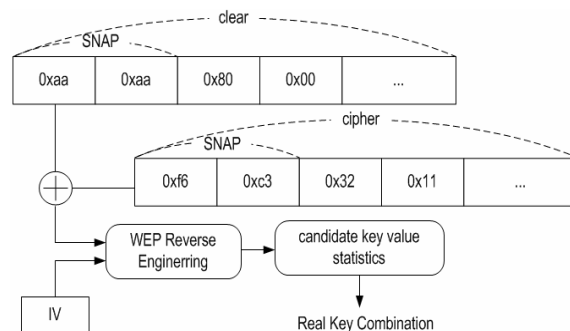 clear
SNAP
0xaa 0xaa 0x80 0x00 ...
cipher
SNAP
0xf6 0xc3 0x32 0x11 ...
WEP Reverse
Enginerring
candidate key value
statistics
IV
Real Key Combination